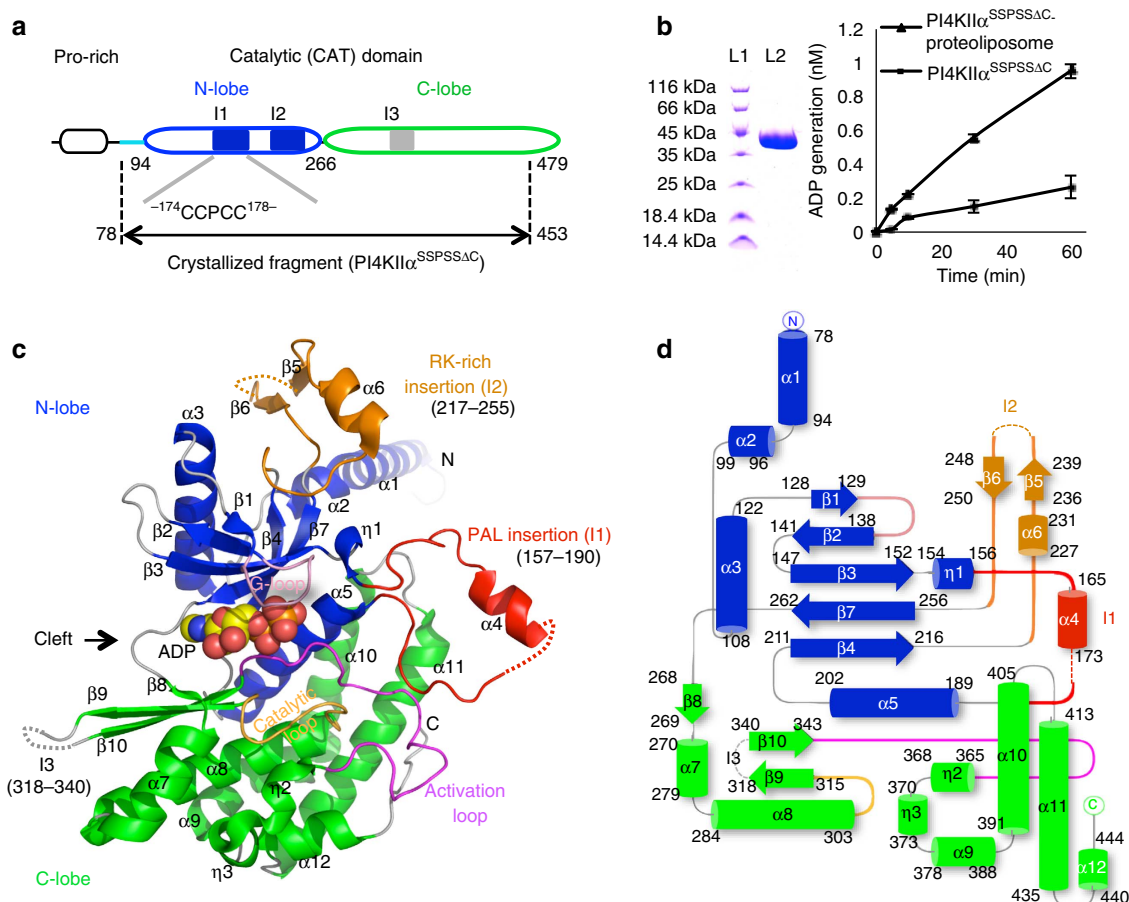 a
Pro-rich
Catalytic (CAT) domain
N-lobe
C-lobe
I1
I2
I3
94
266
479
–174CCPCC178–
78
453
Crystallized fragment (PI4KIIαSSPSSΔC)
b
L1 L2
116 kDa
66 kDa
45 kDa
35 kDa
25 kDa
18.4 kDa
14.4 kDa
ADP generation (nM)
1.2
1
0.8
0.6
0.4
0.2
0
PI4KIIαSSPSSΔC-
proteoliposome
PI4KIIαSSPSSΔC
0 20 40 60
Time (min)
c
N-lobe
RK-rich
insertion (I2)
(217–255)
β5
α6
β6
α3
N
α1
α2
β1
β2
β4
β7
η1
β3
PAL insertion (I1)
(157–190)
G-loop
α5
α4
Cleft
ADP
α10
α11
β8
β9
Catalytic
loop
C
β10
I3
(318–340)
α7
α8
η2
Activation
loop
α9
η3
α12
C-lobe
d
N
78
α1
94
α2
99 96
I2
248
239
β6
β5
250
236
231
α6
227
128 129
β1
122
141 138
β2
α3
147 152 154 156
β3
η1
165
α4
I1
262 256
β7
173
108
211 216
β4
202 189
α5
405
268
β8
269
413
270
340 343
β10
α7
I3
β9
318 315
279
368 365
η2
α10
370
α11
η3
373
C
284 303
α8
391
α9
378 388
444
α12
435
440